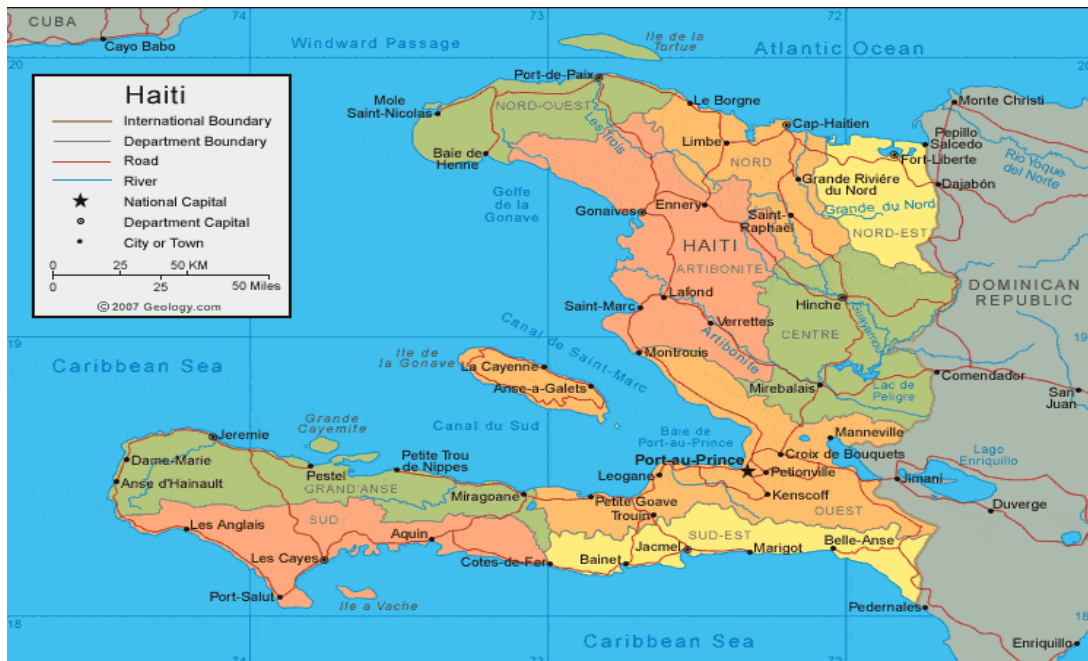 74
73
72
CUBA
Cayo Babo
Windward Passage
Ile de la
Tortue
Atlantic Ocean
20
20
Haiti
International Boundary
Department Boundary
Road
River
National Capital
Department Capital
City or Town
0 25 50 KM
0 25 50 Miles
© 2007 Geology.com
Port-de-Paix
Mole
Saint-Nicolas
NORD-OUEST
Les Trois
Le Borgne
Cap-Haitien
Monte Christi
Baie de
Henne
Limbe
NORD
Pepillo
Salcedo
Fort-Liberte
Rio Yoque
del Norte
Grande Riviére
du Nord
Dajabón
Golfe
de la
Gonave
Gonaives
Ennery
Saint-
Raphaël
Grande du Nord
NORD-EST
HAITI
ARTIBONITE
DOMINICAN
REPUBLIC
Lafond
Hinche
Saint-Marc
Verrettes
CENTRE
Guayamou
19
19
Canal de Saint-Marc
Artibonite
Montrouis
Caribbean Sea
Ile de
la Gonave
La Cayenne
Anse-a-Galets
Mirebalais
Lac de
Peligre
Comendador
San
Juan
Grande
Cayemite
Canal du Sud
Baie de
Port-au-Prince
Manneville
Jeremie
Petite Trou
de Nippes
Port-au-Prince
Croix de Bouquets
Lago
Enriquillo
Dame-Marie
Pestel
Leogane
Petionville
Jimani
Anse d'Hainault
GRAND'ANSE
Miragoane
Petite Goave
Kenscoff
Duverge
Trouin
OUEST
Les Anglais
SUD
Aquin
SUD-EST
Les Cayes
Cotes-de-Fer
Bainet
Jacmel
Marigot
Belle-Anse
Port-Salut
Ile a Vache
Pedernales
18
18
Caribbean Sea
Enriquillo
74
73
72